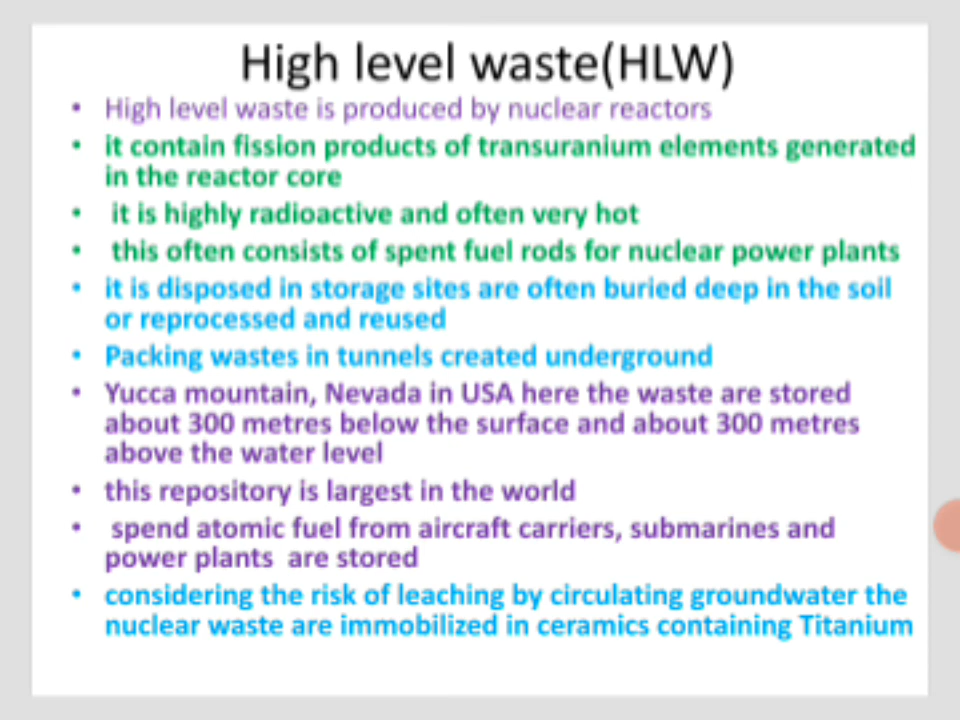 High level waste(HLW)
• High level waste is produced by nuclear reactors
• it contain fission products of transuranium elements generated
in the reactor core
• it is highly radioactive and often very hot
• this often consists of spent fuel rods for nuclear power plants
• it is disposed in storage sites are often buried deep in the soil
or reprocessed and reused
• Packing wastes in tunnels created underground
• Yucca mountain, Nevada in USA here the waste are stored
about 300 metres below the surface and about 300 metres
above the water level
• this repository is largest in the world
• spend atomic fuel from aircraft carriers, submarines and
power plants are stored
• considering the risk of leaching by circulating groundwater the
nuclear waste are immobilized in ceramics containing Titanium